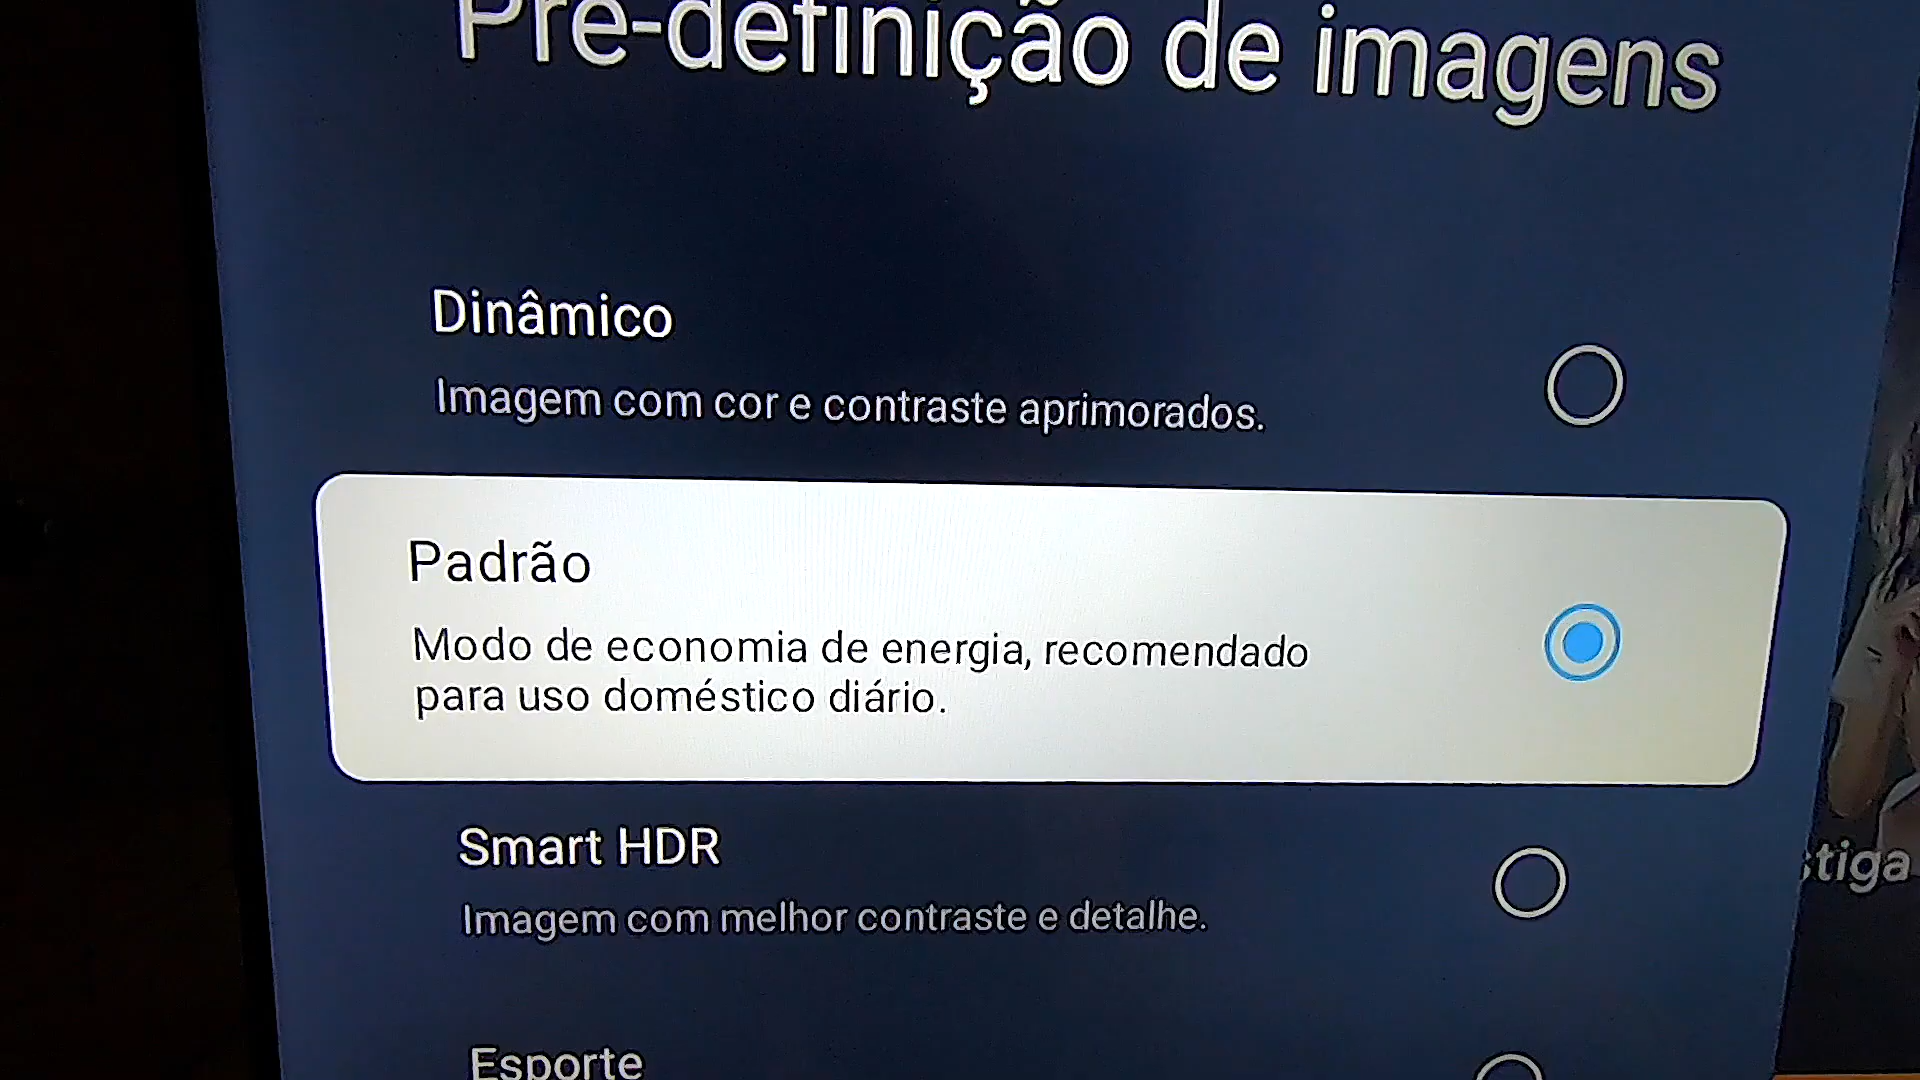 Pré-definição de imagens
Dinâmico
Imagem com cor e contraste aprimorados.
Padrão
Modo de economia de energia, recomendado
para uso doméstico diário.
Smart HDR
stiga
Imagem com melhor contraste e detalhe.
Esporte